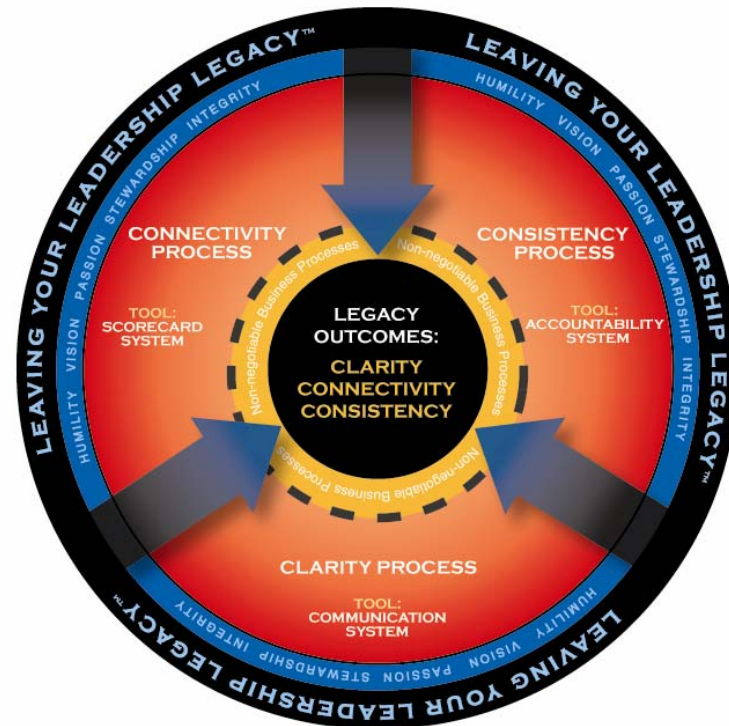 LEAVING YOUR LEADERSHIP LEGACY™
LEAVING YOUR LEADERSHIP LEGACY™
LEAVING YOUR LEADERSHIP LEGACY™
HUMILITY VISION PASSION STEWARDSHIP INTEGRITY
HUMILITY VISION PASSION STEWARDSHIP INTEGRITY
HUMILITY VISION PASSION STEWARDSHIP INTEGRITY
CONNECTIVITY
PROCESS
TOOL:
SCORECARD
SYSTEM
CONSISTENCY
PROCESS
TOOL:
ACCOUNTABILITY
SYSTEM
Non-negotiable Business Processes
Non-negotiable Business Processes
Non-negotiable Business Processes
LEGACY
OUTCOMES:
CLARITY
CONNECTIVITY
CONSISTENCY
CLARITY PROCESS
TOOL:
COMMUNICATION
SYSTEM